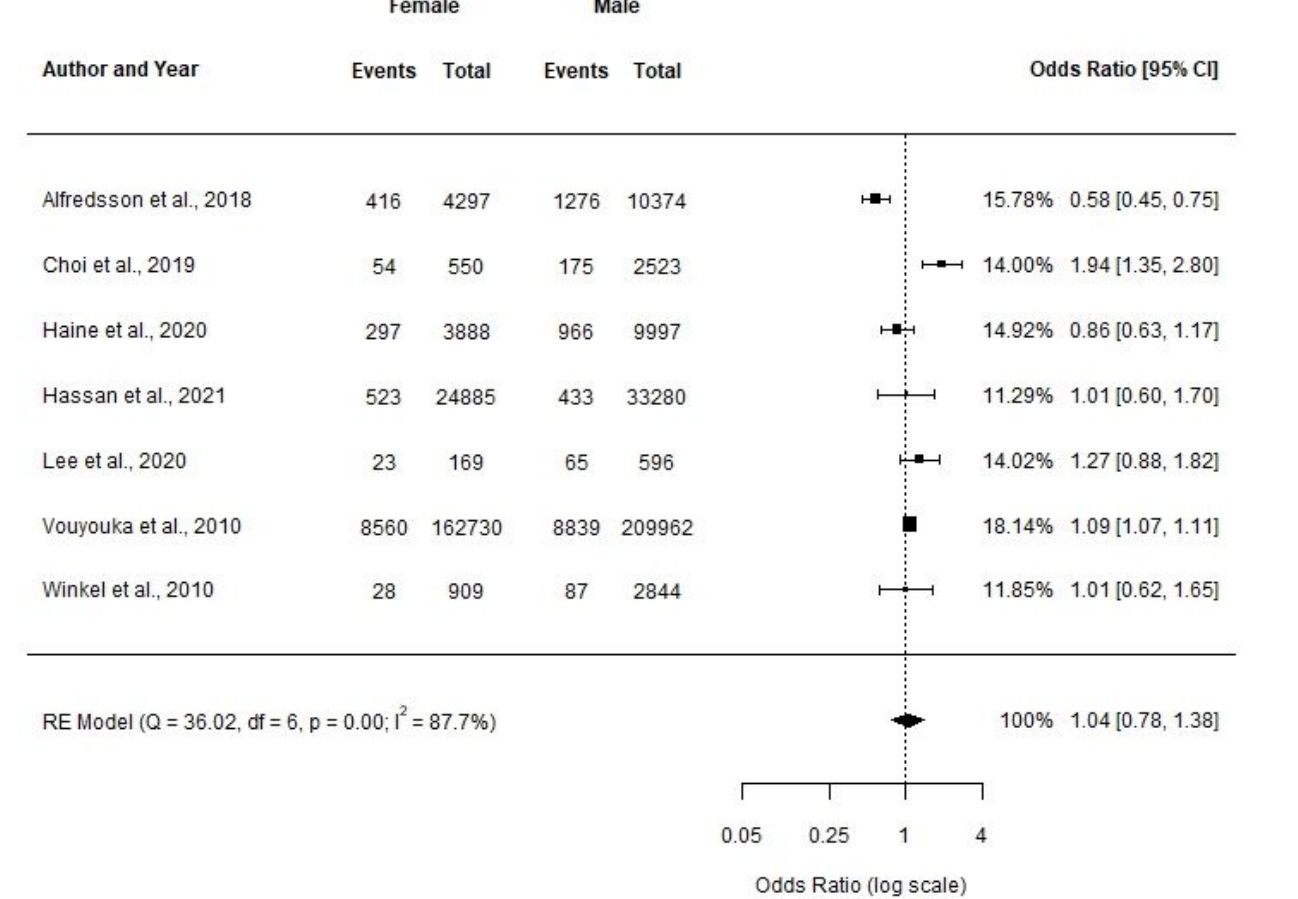 Female Male
Author and Year Events Total Events Total Odds Ratio [95% CI]
Alfredsson et al., 2018 416 4297 1276 10374 15.78% 0.58 [0.45, 0.75]
Choi et al., 2019 54 550 175 2523 14.00% 1.94 [1.35, 2.80]
Haine et al., 2020 297 3888 966 9997 14.92% 0.86 [0.63, 1.17]
Hassan et al., 2021 523 24885 433 33280 11.29% 1.01 [0.60, 1.70]
Lee et al., 2020 23 169 65 596 14.02% 1.27 [0.88, 1.82]
Vouyouka et al., 2010 8560 162730 8839 209962 18.14% 1.09 [1.07, 1.11]
Winkel et al., 2010 28 909 87 2844 11.85% 1.01 [0.62, 1.65]
RE Model (Q = 36.02, df = 6, p = 0.00; I² = 87.7%) 100% 1.04 [0.78, 1.38]
0.05 0.25 1 4
Odds Ratio (log scale)